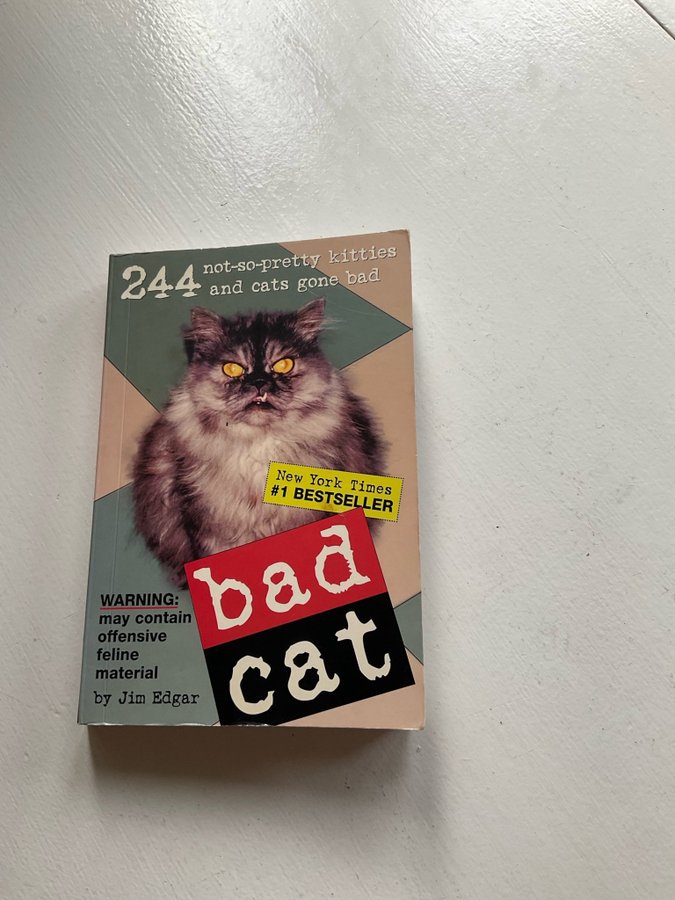 244 not-so-pretty kitties
and cats gone bad
New York Times
#1 BESTSELLER
bad
cat
WARNING:
may contain
offensive
feline
material
by Jim Edgar